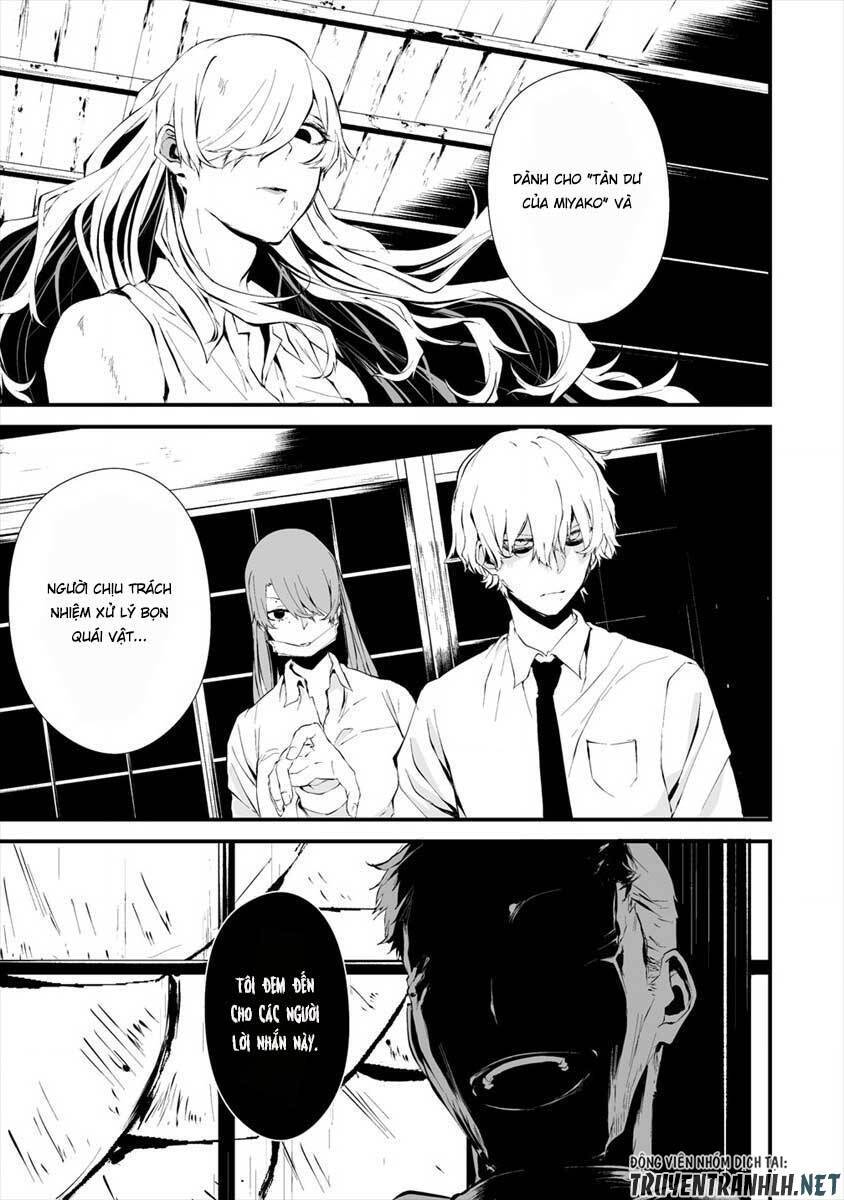 DÀNH CHO "TÀN DƯ
CỦA MIYAKO" VÀ
NGƯỜI CHỊU TRÁCH
NHIỆM XỬ LÝ BỌN
QUÁI VẬT...
TÔI ĐEM ĐẾN
CHO CÁC NGƯỜI
LỜI NHẮN NÀY.
ĐỘNG VIÊN NHÓM DỊCH TẠI:
TRUYENTRANHLH.NET